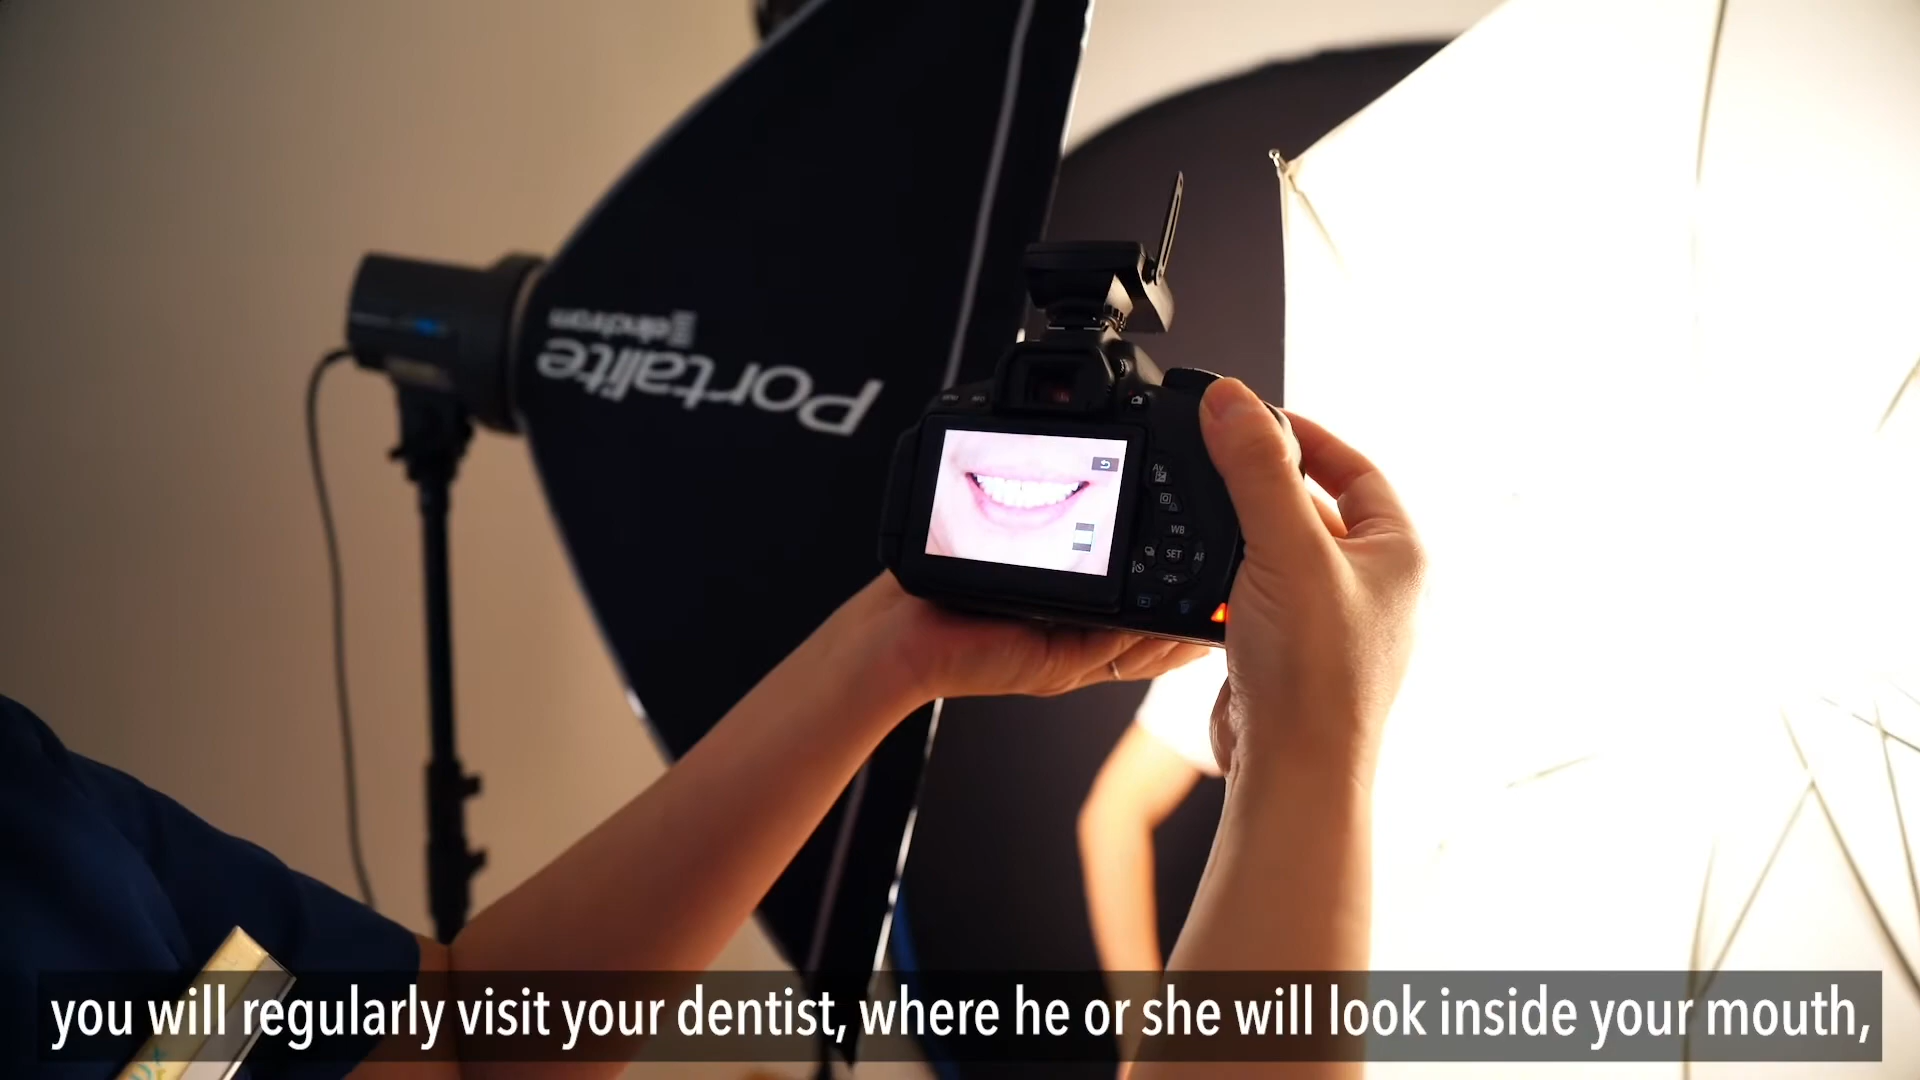 elinchrom
Portalite
Av
Q
WB
SET
AF
you will regularly visit your dentist, where he or she will look inside your mouth,